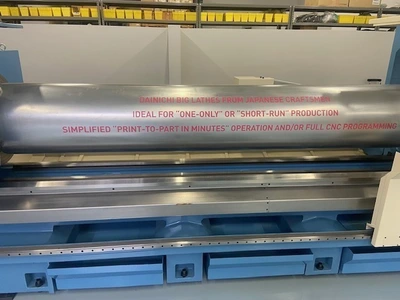 OMNICHI BIG LATHES FROM JAPANESE CRAFTSMEN
IDEAL FOR "ONE-ONLY" OR "SHORT-RUN" PRODUCTION
SIMPLIFIED "PRINT-TO-PART IN MINUTES" OPERATION AND/OR FULL CNC PROGRAMMING